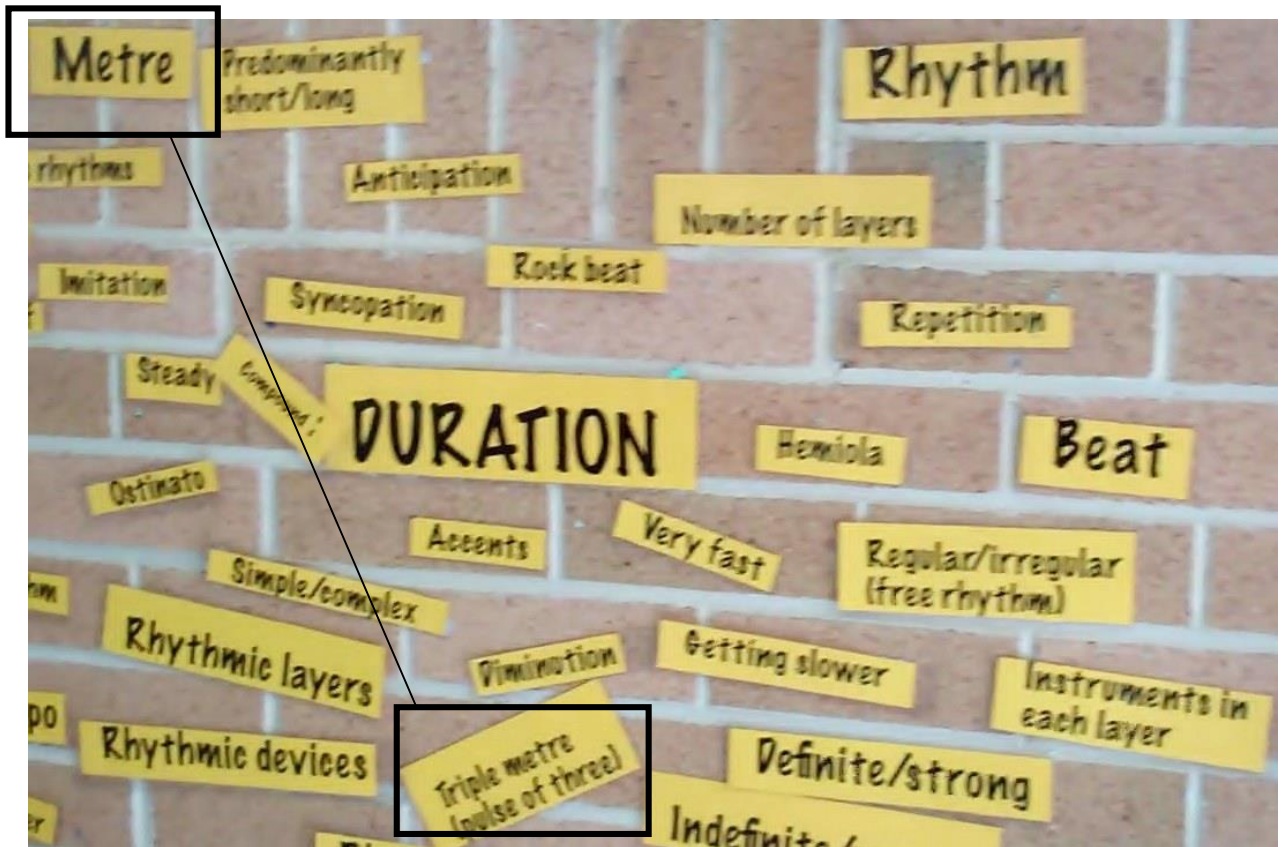 Metre
Predominantly
short/long
Rhythm
rhythms
Anticipation
Number of layers
Imitation
Syncopation
Rock beat
Repetition
Steady
DURATION
Hemiola
Beat
Ostinato
Accents
Very fast
Regular/irregular
(free rhythm)
Simple/complex
Rhythmic layers
Diminution
Getting slower
Instruments in
each layer
Rhythmic devices
Triple metre
(pulse of three)
Definite/strong